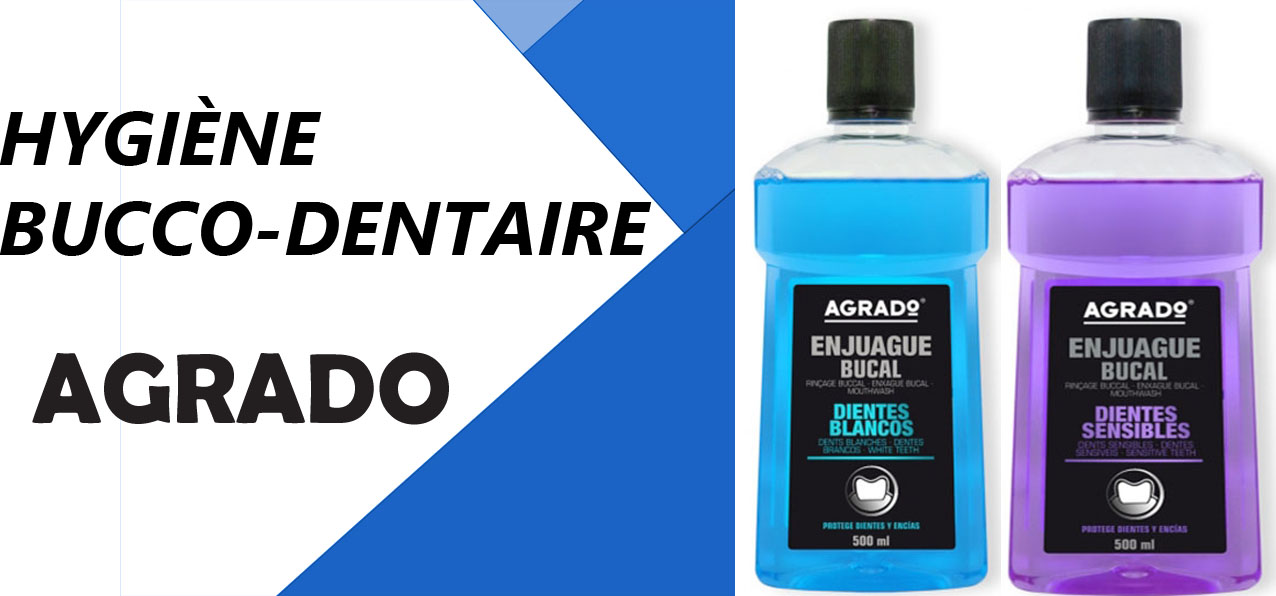 HYGIÈNE
BUCCO-DENTAIRE
AGRADO
AGRADO®
ENJUAGUE
BUCAL
RINÇAGE BUCCAL - ENXAGUE BUCAL -
MOUTHWASH
DIENTES
BLANCOS
DENTS BLANCHES - DENTES
BRANCOS - WHITE TEETH
PROTEGE DIENTES Y ENCÍAS
500 ml
AGRADO®
ENJUAGUE
BUCAL
RINÇAGE BUCCAL - ENXAGUE BUCAL -
MOUTHWASH
DIENTES
SENSIBLES
DENTS SENSIBLES - DENTES
SENSIVEIS - SENSITIVE TEETH
PROTEGE DIENTES Y ENCÍAS
500 ml